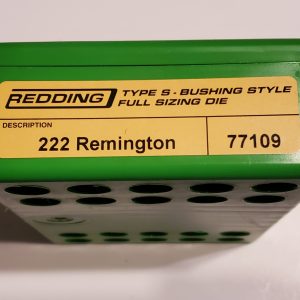 REDDING TYPE S - BUSHING STYLE
FULL SIZING DIE
DESCRIPTION
222 Remington 77109